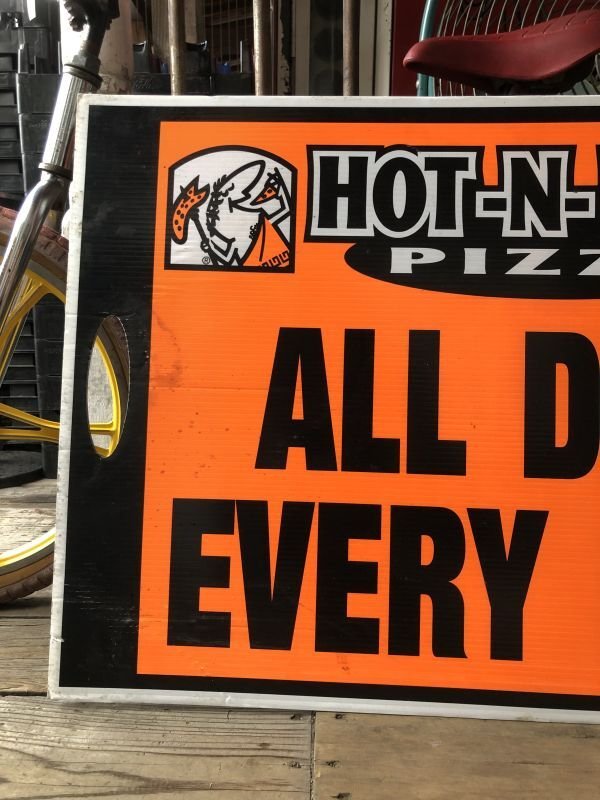 HOT-N-
PIZZ
ALL D
EVERY
®